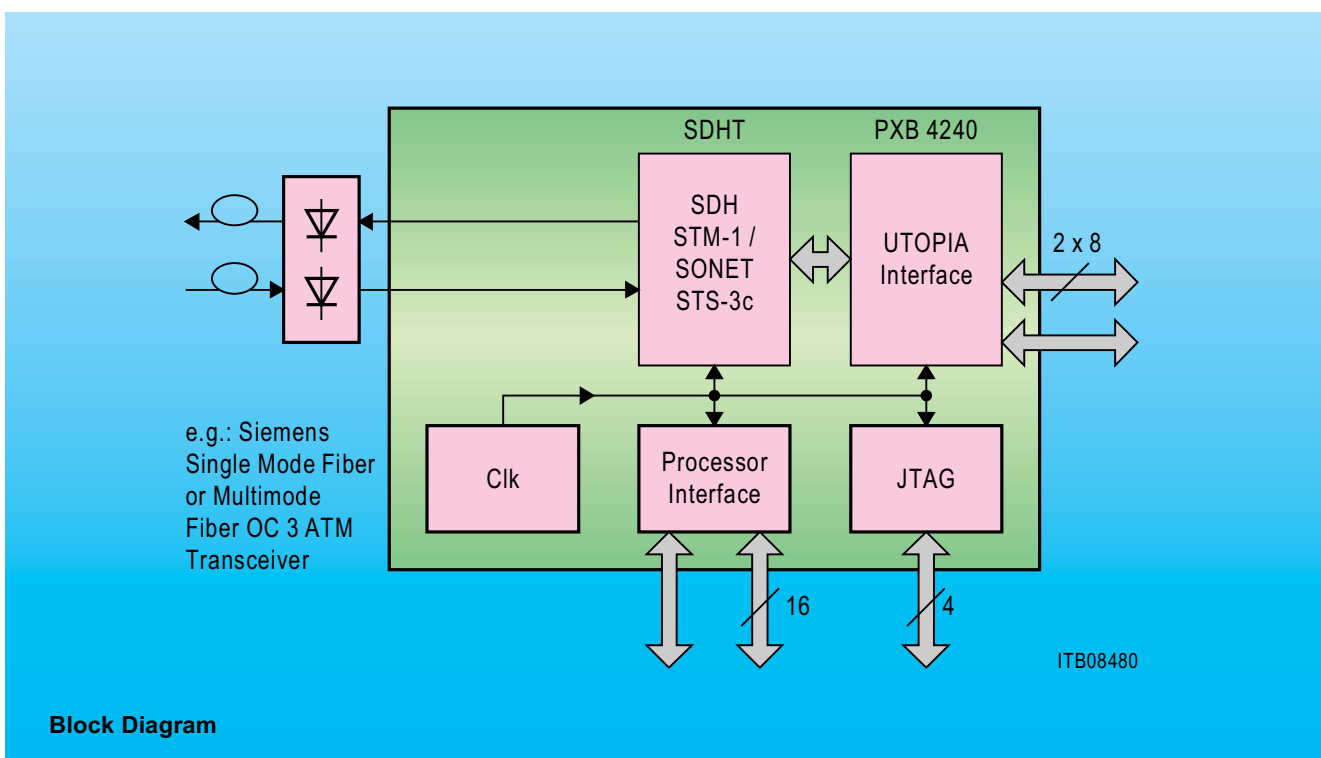 SDHT
PXB 4240
SDH
STM-1 /
SONET
STS-3c
UTOPIA
Interface
2 x 8
e.g.: Siemens
Single Mode Fiber
or Multimode
Fiber OC 3 ATM
Transceiver
Clk
Processor
Interface
JTAG
16
4
ITB08480
Block Diagram